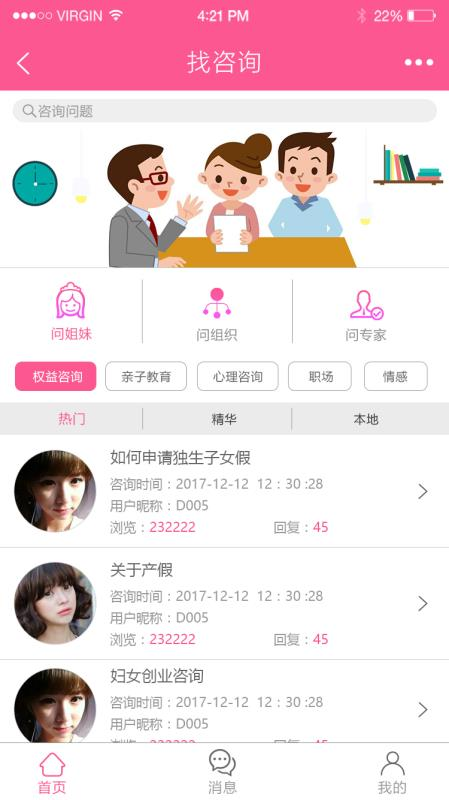 VIRGIN 4:21 PM 22%
找咨询
咨询问题
问姐妹 问组织 问专家
权益咨询 亲子教育 心理咨询 职场 情感
热门 精华 本地
如何申请独生子女假
咨询时间：2017-12-12 12：30 :28
用户昵称：D005
浏览：232222 回复：45
关于产假
咨询时间：2017-12-12 12：30 :28
用户昵称：D005
浏览：232222 回复：45
妇女创业咨询
咨询时间：2017-12-12 12：30 :28
用户昵称：D005
首页 消息 我的